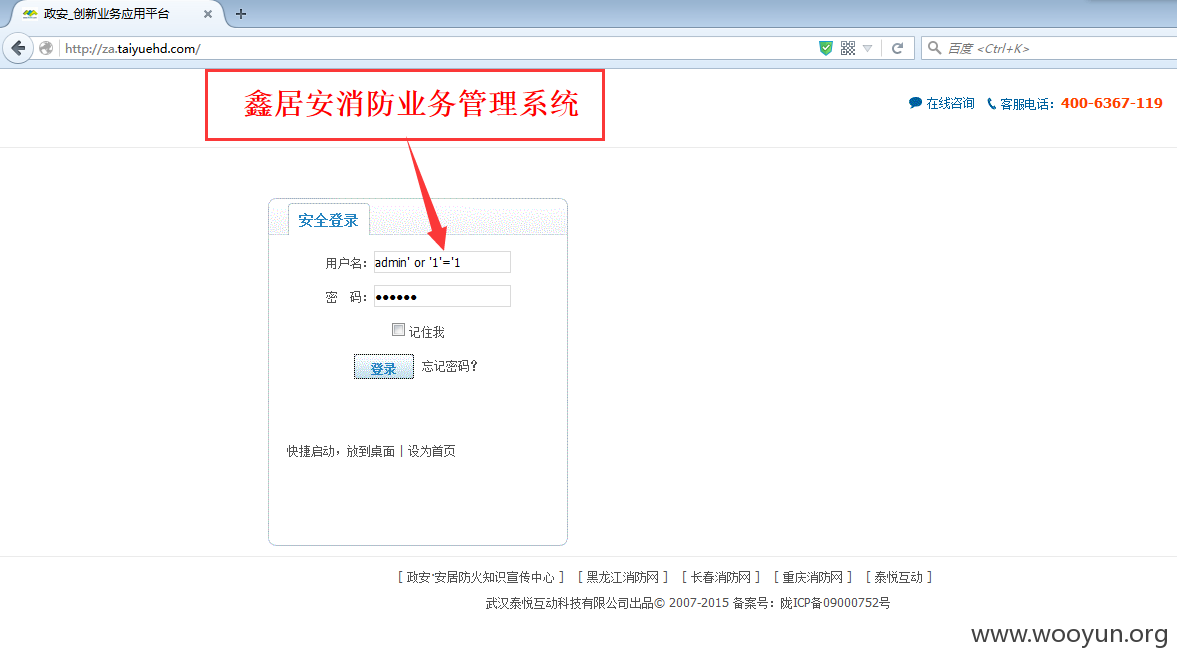 政安_创新业务应用平台
http://za.taiyuehd.com/
百度 <Ctrl+K>
鑫居安消防业务管理系统
在线咨询 客服电话：400-6367-119
安全登录
用户名： admin' or '1'='1
密 码： ●●●●●●
记住我
登录 忘记密码？
快捷启动，放到桌面 | 设为首页
[ 政安·安居防火知识宣传中心 ] [ 黑龙江消防网 ] [ 长春消防网 ] [ 重庆消防网 ] [ 泰悦互动 ]
武汉泰悦互动科技有限公司出品© 2007-2015 备案号：陇ICP备09000752号
www.wooyun.org